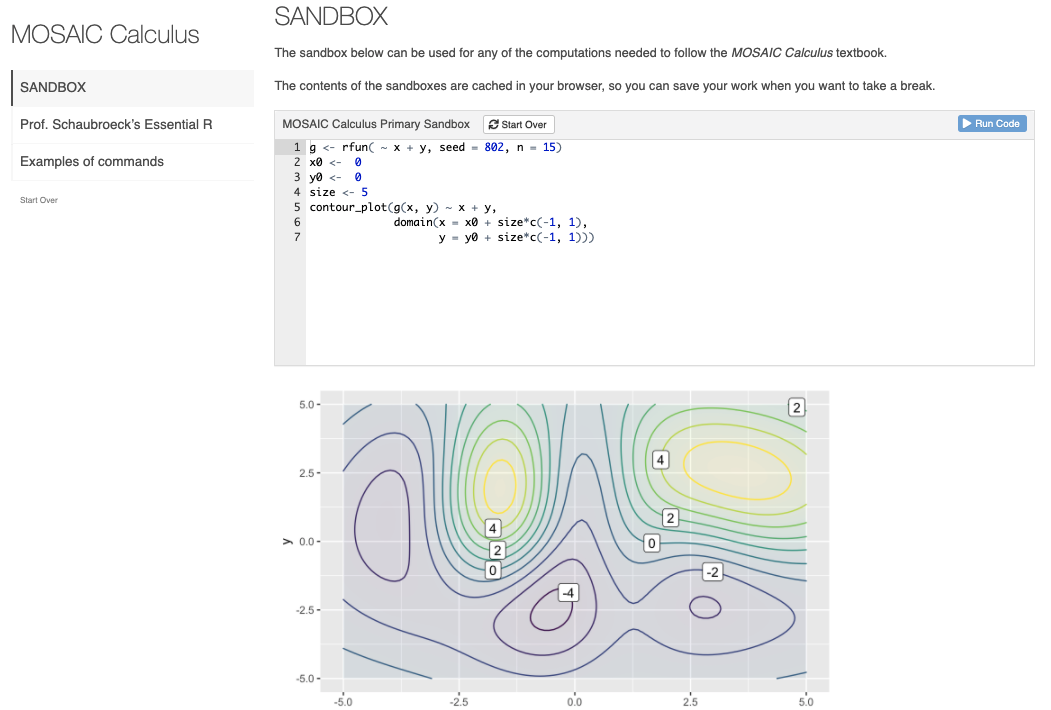 MOSAIC Calculus
SANDBOX
Prof. Schaubroeck's Essential R
Examples of commands
Start Over
SANDBOX
The sandbox below can be used for any of the computations needed to follow the MOSAIC Calculus textbook.
The contents of the sandboxes are cached in your browser, so you can save your work when you want to take a break.
MOSAIC Calculus Primary Sandbox Start Over Run Code
1 g <- rfun( ~ x + y, seed = 802, n = 15)
2 x0 <-  0
3 y0 <-  0
4 size <- 5
5 contour_plot(g(x, y) ~ x + y,
6              domain(x = x0 + size*c(-1, 1),
7                     y = y0 + size*c(-1, 1)))
5.0
2
4
2.5
2
4
y 0.0
0
2
0
-2
-4
-2.5
-5.0
-5.0 -2.5 0.0 2.5 5.0